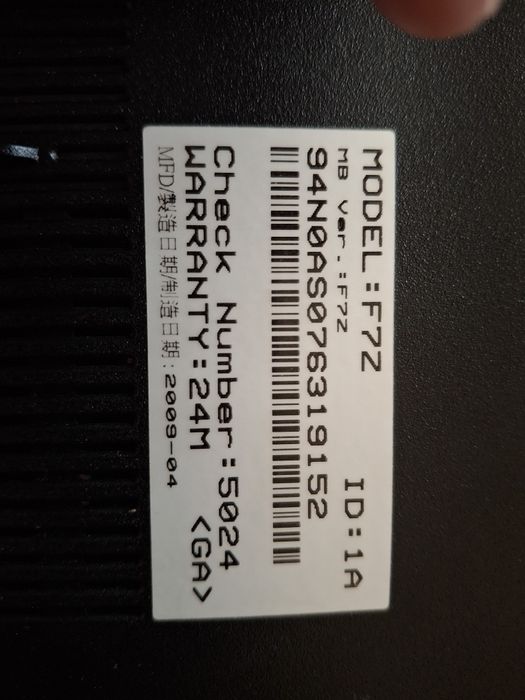 MODEL:F7Z ID:1A
MB Ver.:F7Z
94N0AS076319152
Check Number:5024
WARRANTY:24M <GA>
MFD/製造日期/制造日期:2009-04